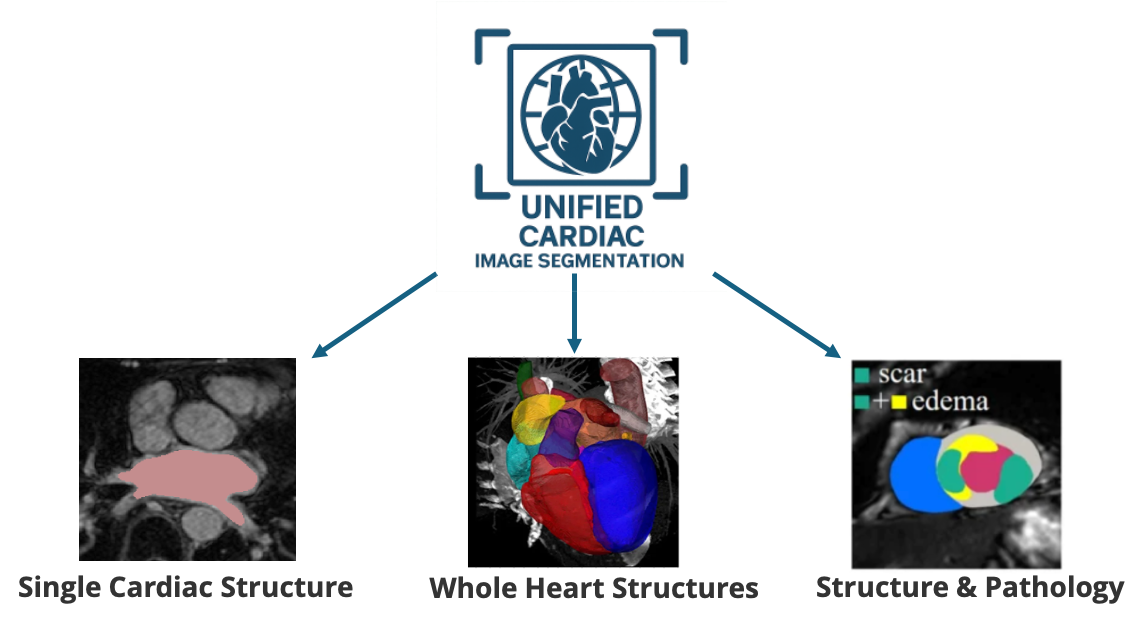 UNIFIED
CARDIAC
IMAGE SEGMENTATION
scar
+ edema
Single Cardiac Structure
Whole Heart Structures
Structure & Pathology